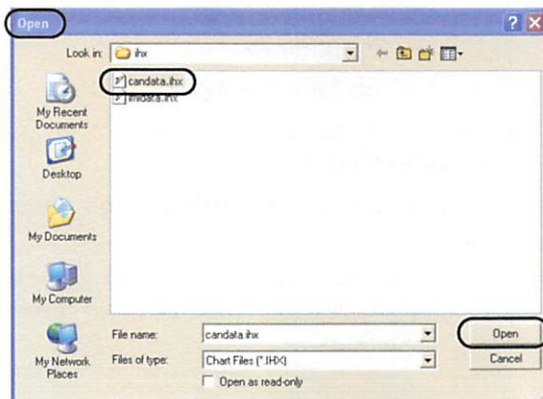 Open
Look in: ihx
candata.ihx
imidata.ihx
My Recent
Documents
Desktop
My Documents
My Computer
My Network
Places
File name: candata.ihx
Files of type: Chart Files (*.IHX)
Open as read-only
Open
Cancel